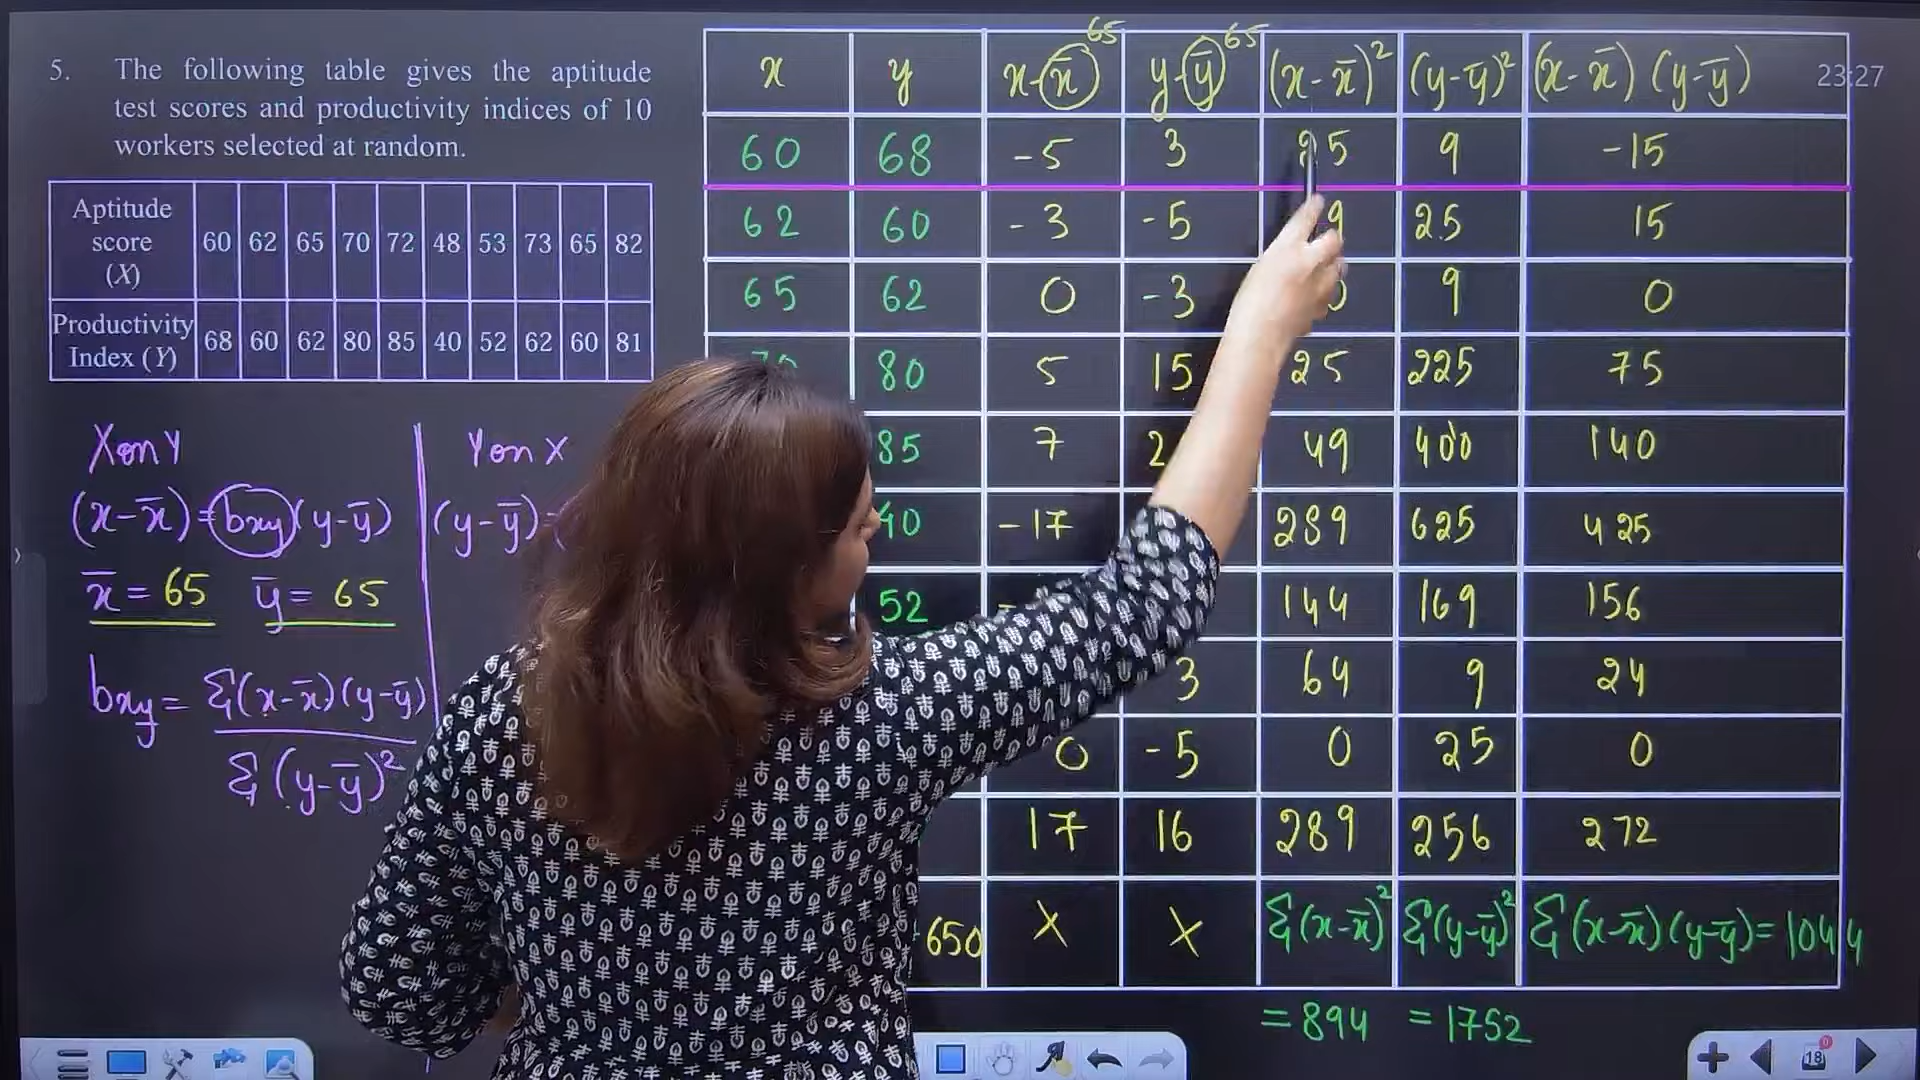 5. The following table gives the aptitude
test scores and productivity indices of 10
workers selected at random.
Aptitude score (X) 60 62 65 70 72 48 53 73 65 82
Productivity Index (Y) 68 60 62 80 85 40 52 62 60 81
X on Y
(x-x̄) = bxy (y-ȳ)
x̄ = 65 ȳ = 65
bxy = Σ(x-x̄)(y-ȳ)
Σ(y-ȳ)²
Y on X
(y-ȳ) =
65 65
x y x-x̄ y-ȳ (x-x̄)² (y-ȳ)² (x-x̄)(y-ȳ)
23:27
60 68 -5 3 25 9 -15
62 60 -3 -5 9 25 15
65 62 0 -3 0 9 0
80 5 15 25 225 75
85 7 49 400 140
40 -17 289 625 425
52 144 169 156
3 64 9 24
0 -5 0 25 0
17 16 289 256 272
650 X X Σ(x-x̄)² Σ(y-ȳ)² Σ(x-x̄)(y-ȳ) = 1044
= 894 = 1752
18